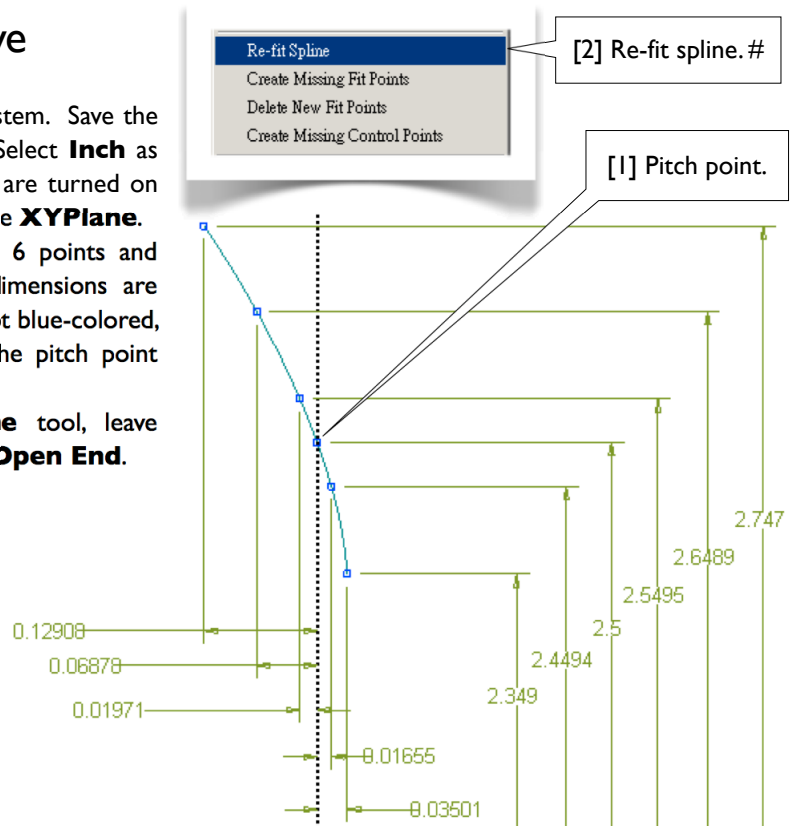 ve
Re-fit Spline
Create Missing Fit Points
Delete New Fit Points
Create Missing Control Points
[2] Re-fit spline.#
stem. Save the
Select Inch as
are turned on
e XYPlane.
6 points and
limensions are
ot blue-colored,
he pitch point
ne tool, leave
Open End.
[1] Pitch point.
2.747
2.6489
2.5495
2.5
2.4494
2.349
0.12908
0.06878
0.01971
0.01655
0.03501